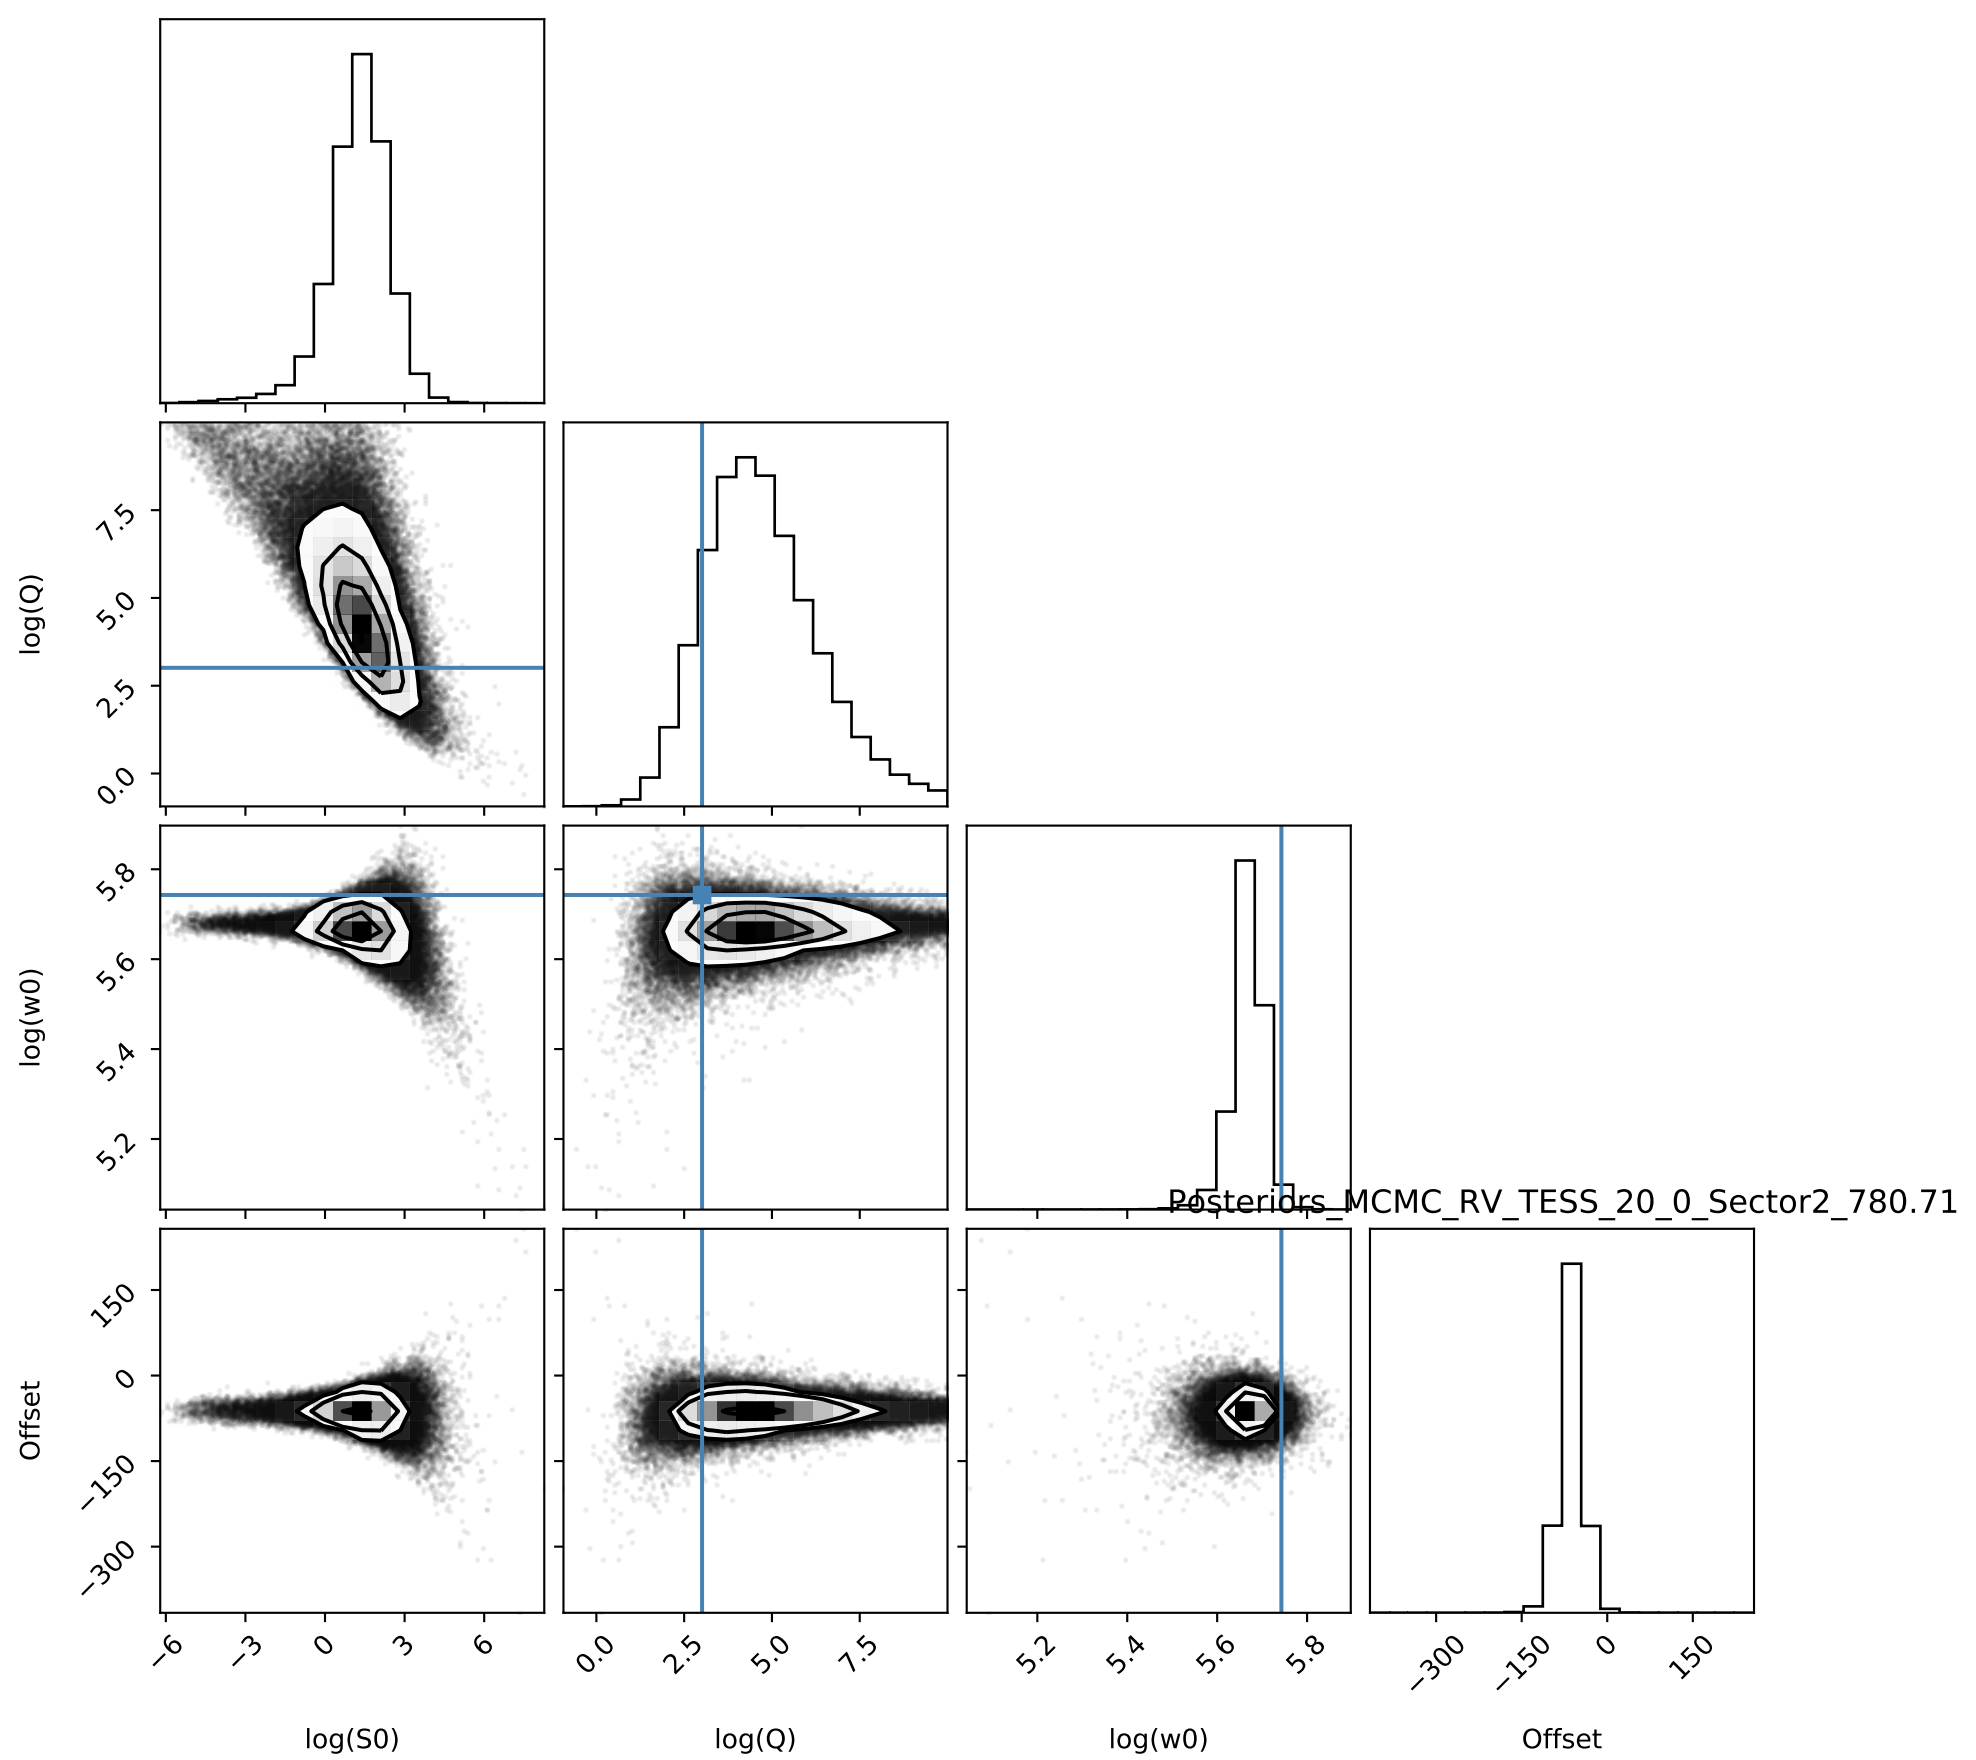 log(Q)
7.5
5.0
2.5
0.0
log(w0)
5.8
5.6
5.4
5.2
Posteriors_MCMC_RV_TESS_20_0_Sector2_780.71
Offset
150
0
−150
−300
−6 −3 0 3 6 0.0 2.5 5.0 7.5 5.2 5.4 5.6 5.8 −300 −150 0 150
log(S0) log(Q) log(w0) Offset